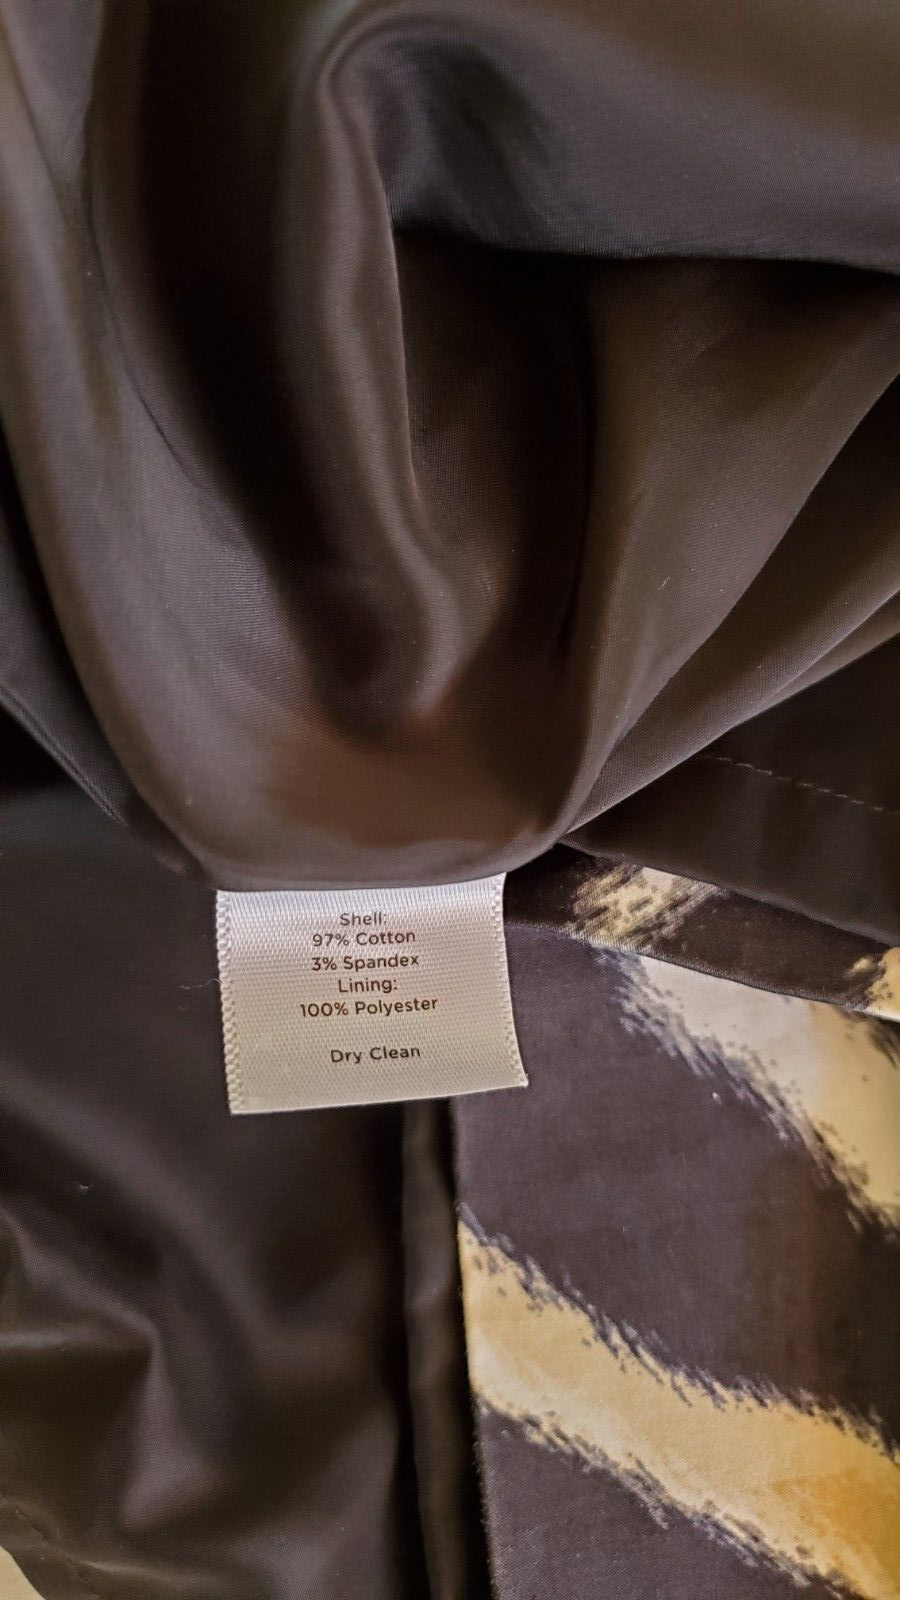 Shell:
97% Cotton
3% Spandex
Lining:
100% Polyester
Dry Clean